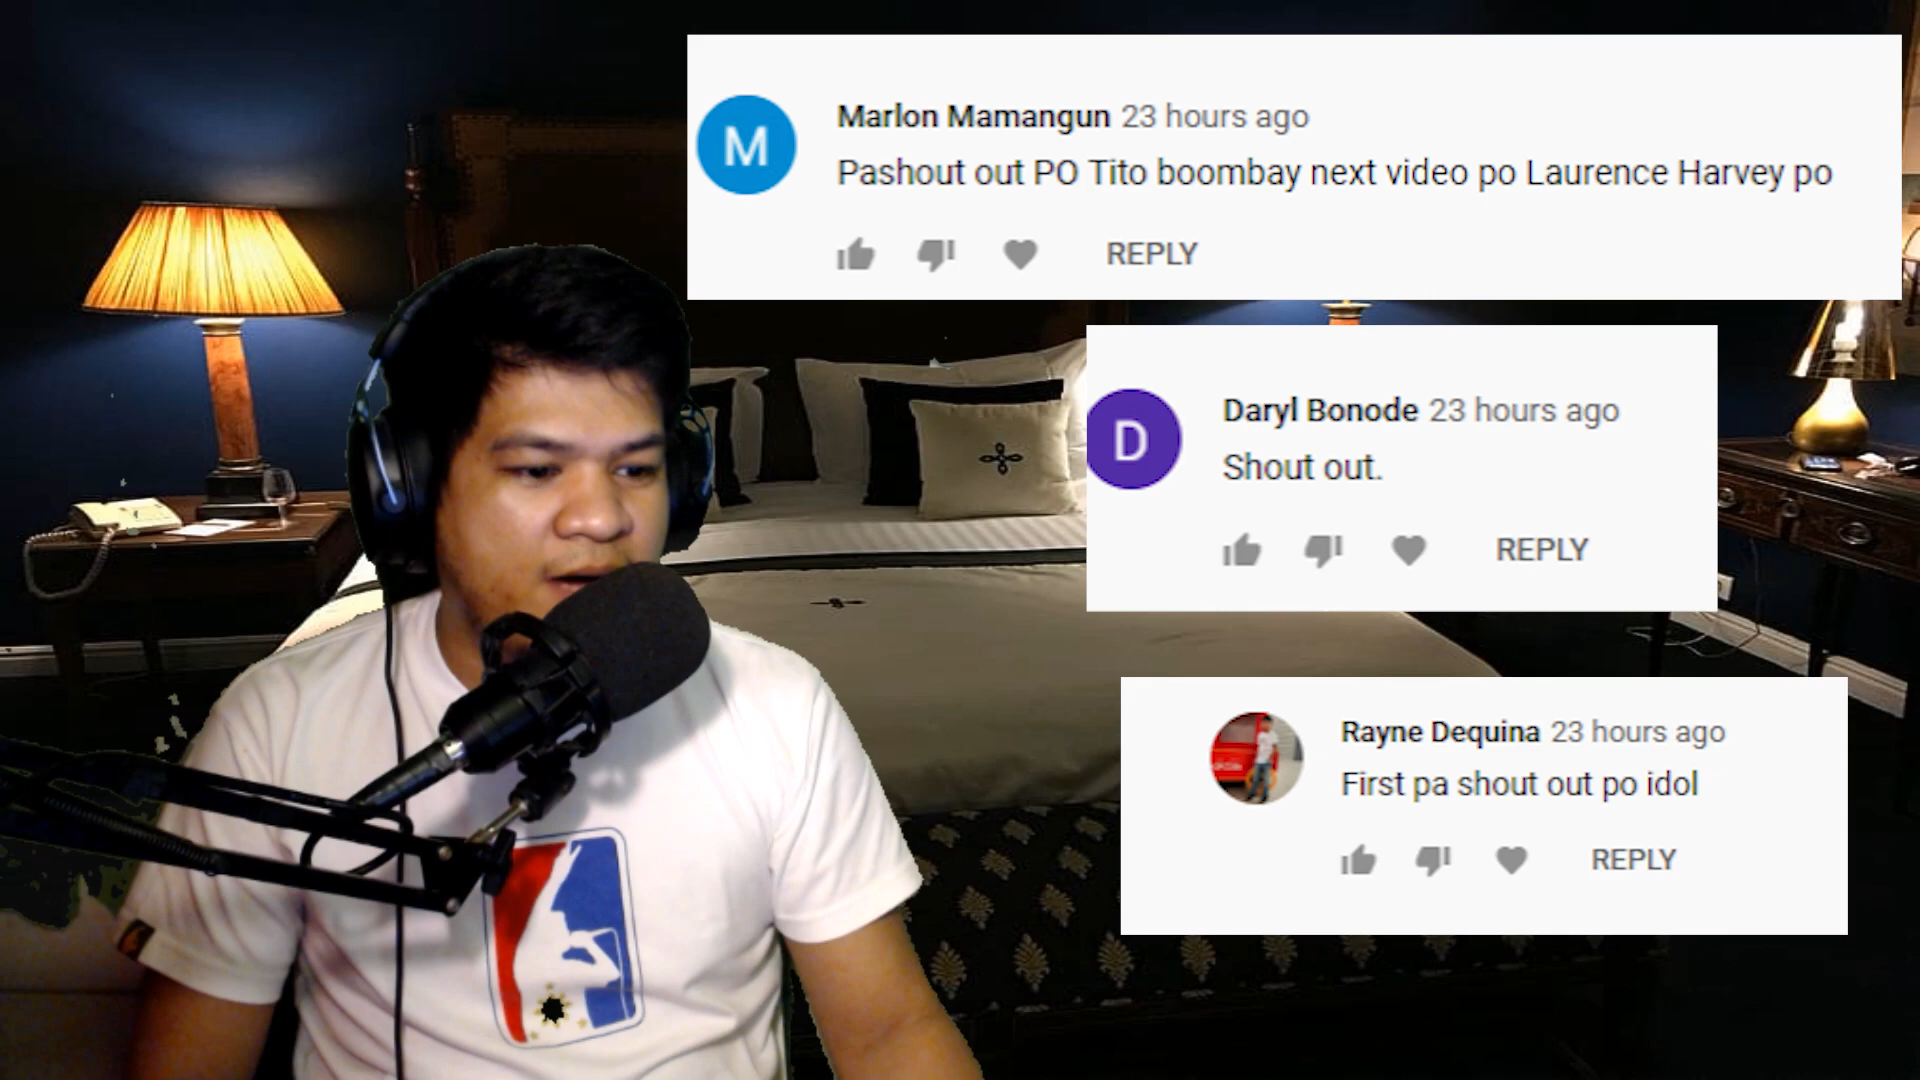 Marlon Mamangun 23 hours ago
Pashout out PO Tito boombay next video po Laurence Harvey po
REPLY
M
Daryl Bonode 23 hours ago
Shout out.
REPLY
D
Rayne Dequina 23 hours ago
First pa shout out po idol
REPLY